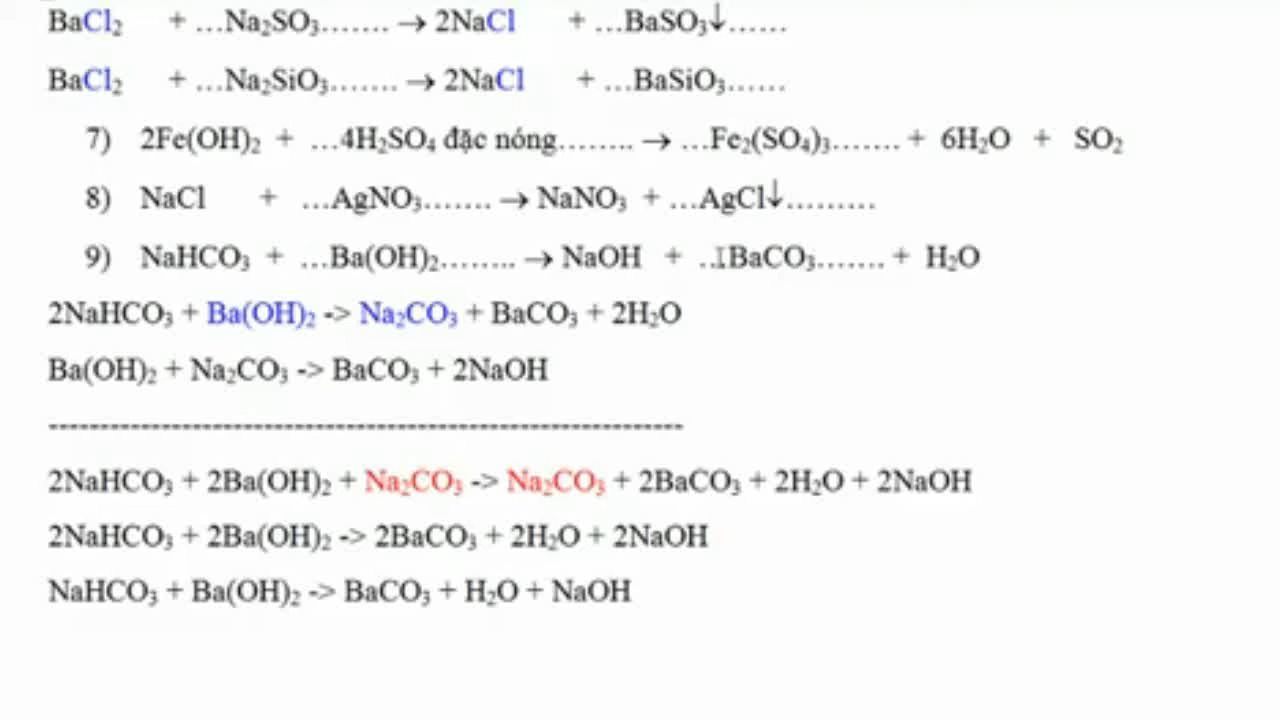 BaCl₂ + …Na₂SO₃……. → 2NaCl + …BaSO₃↓……
BaCl₂ + …Na₂SiO₃……. → 2NaCl + …BaSiO₃……
7) 2Fe(OH)₂ + …4H₂SO₄ đặc nóng…….. → …Fe₂(SO₄)₃……. + 6H₂O + SO₂
8) NaCl + …AgNO₃……. → NaNO₃ + …AgCl↓………
9) NaHCO₃ + …Ba(OH)₂…….. → NaOH + …BaCO₃……. + H₂O
2NaHCO₃ + Ba(OH)₂ -> Na₂CO₃ + BaCO₃ + 2H₂O
Ba(OH)₂ + Na₂CO₃ -> BaCO₃ + 2NaOH
---------------------------------------------------------------
2NaHCO₃ + 2Ba(OH)₂ + Na₂CO₃ -> Na₂CO₃ + 2BaCO₃ + 2H₂O + 2NaOH
2NaHCO₃ + 2Ba(OH)₂ -> 2BaCO₃ + 2H₂O + 2NaOH
NaHCO₃ + Ba(OH)₂ -> BaCO₃ + H₂O + NaOH